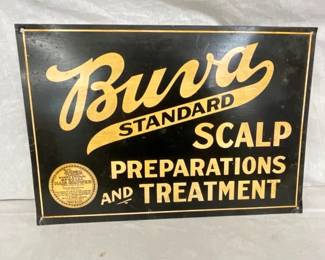 Buva
STANDARD
SCALP
PREPARATIONS
AND TREATMENT